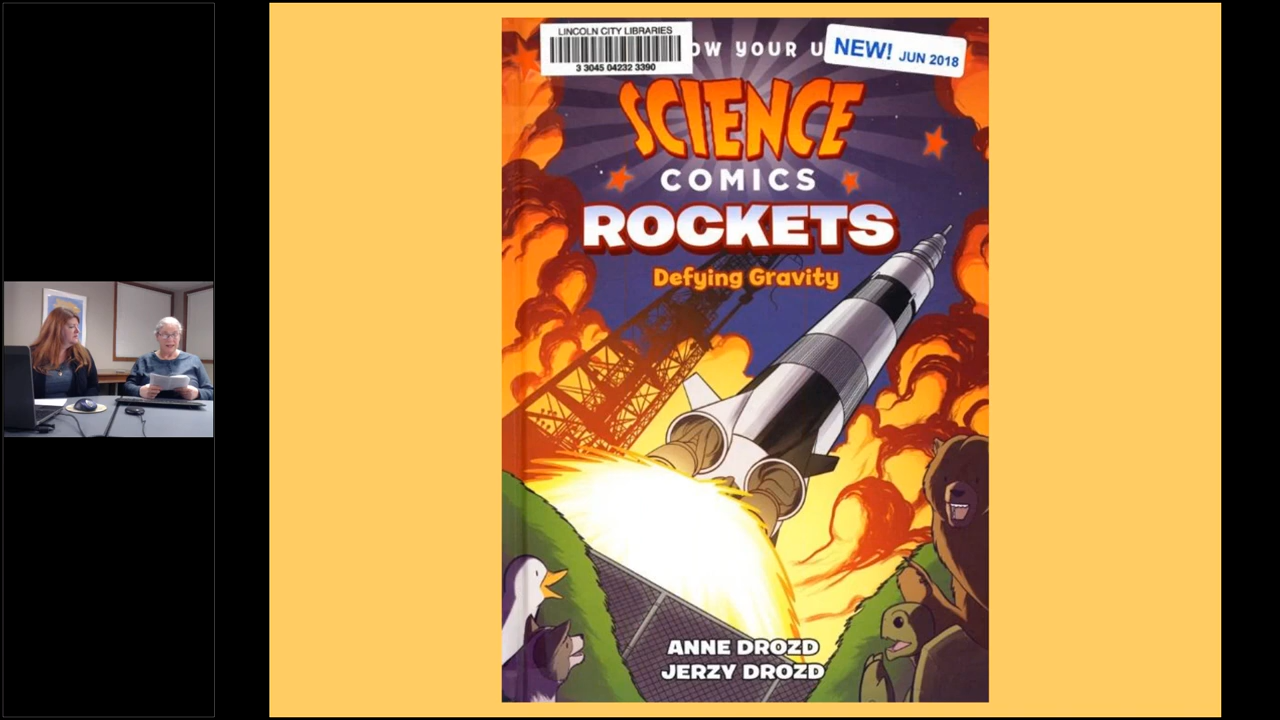 LINCOLN CITY LIBRARIES
3 3045 04232 3390
OW YOUR U
NEW! JUN 2018
SCIENCE
COMICS
ROCKETS
Defying Gravity
ANNE DROZD
JERZY DROZD